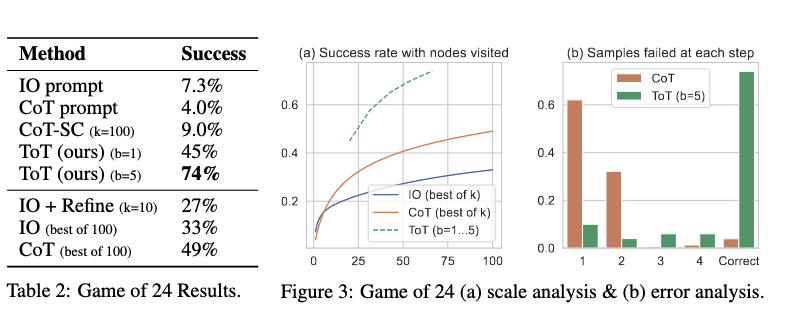 Method Success
IO prompt 7.3%
CoT prompt 4.0%
CoT-SC (k=100) 9.0%
ToT (ours) (b=1) 45%
ToT (ours) (b=5) 74%
IO + Refine (k=10) 27%
IO (best of 100) 33%
CoT (best of 100) 49%
Table 2: Game of 24 Results.
(a) Success rate with nodes visited
0.6
0.4
0.2
IO (best of k)
CoT (best of k)
ToT (b=1...5)
0 25 50 75 100
(b) Samples failed at each step
CoT
ToT (b=5)
0.6
0.4
0.2
0.0
1 2 3 4 Correct
Figure 3: Game of 24 (a) scale analysis & (b) error analysis.